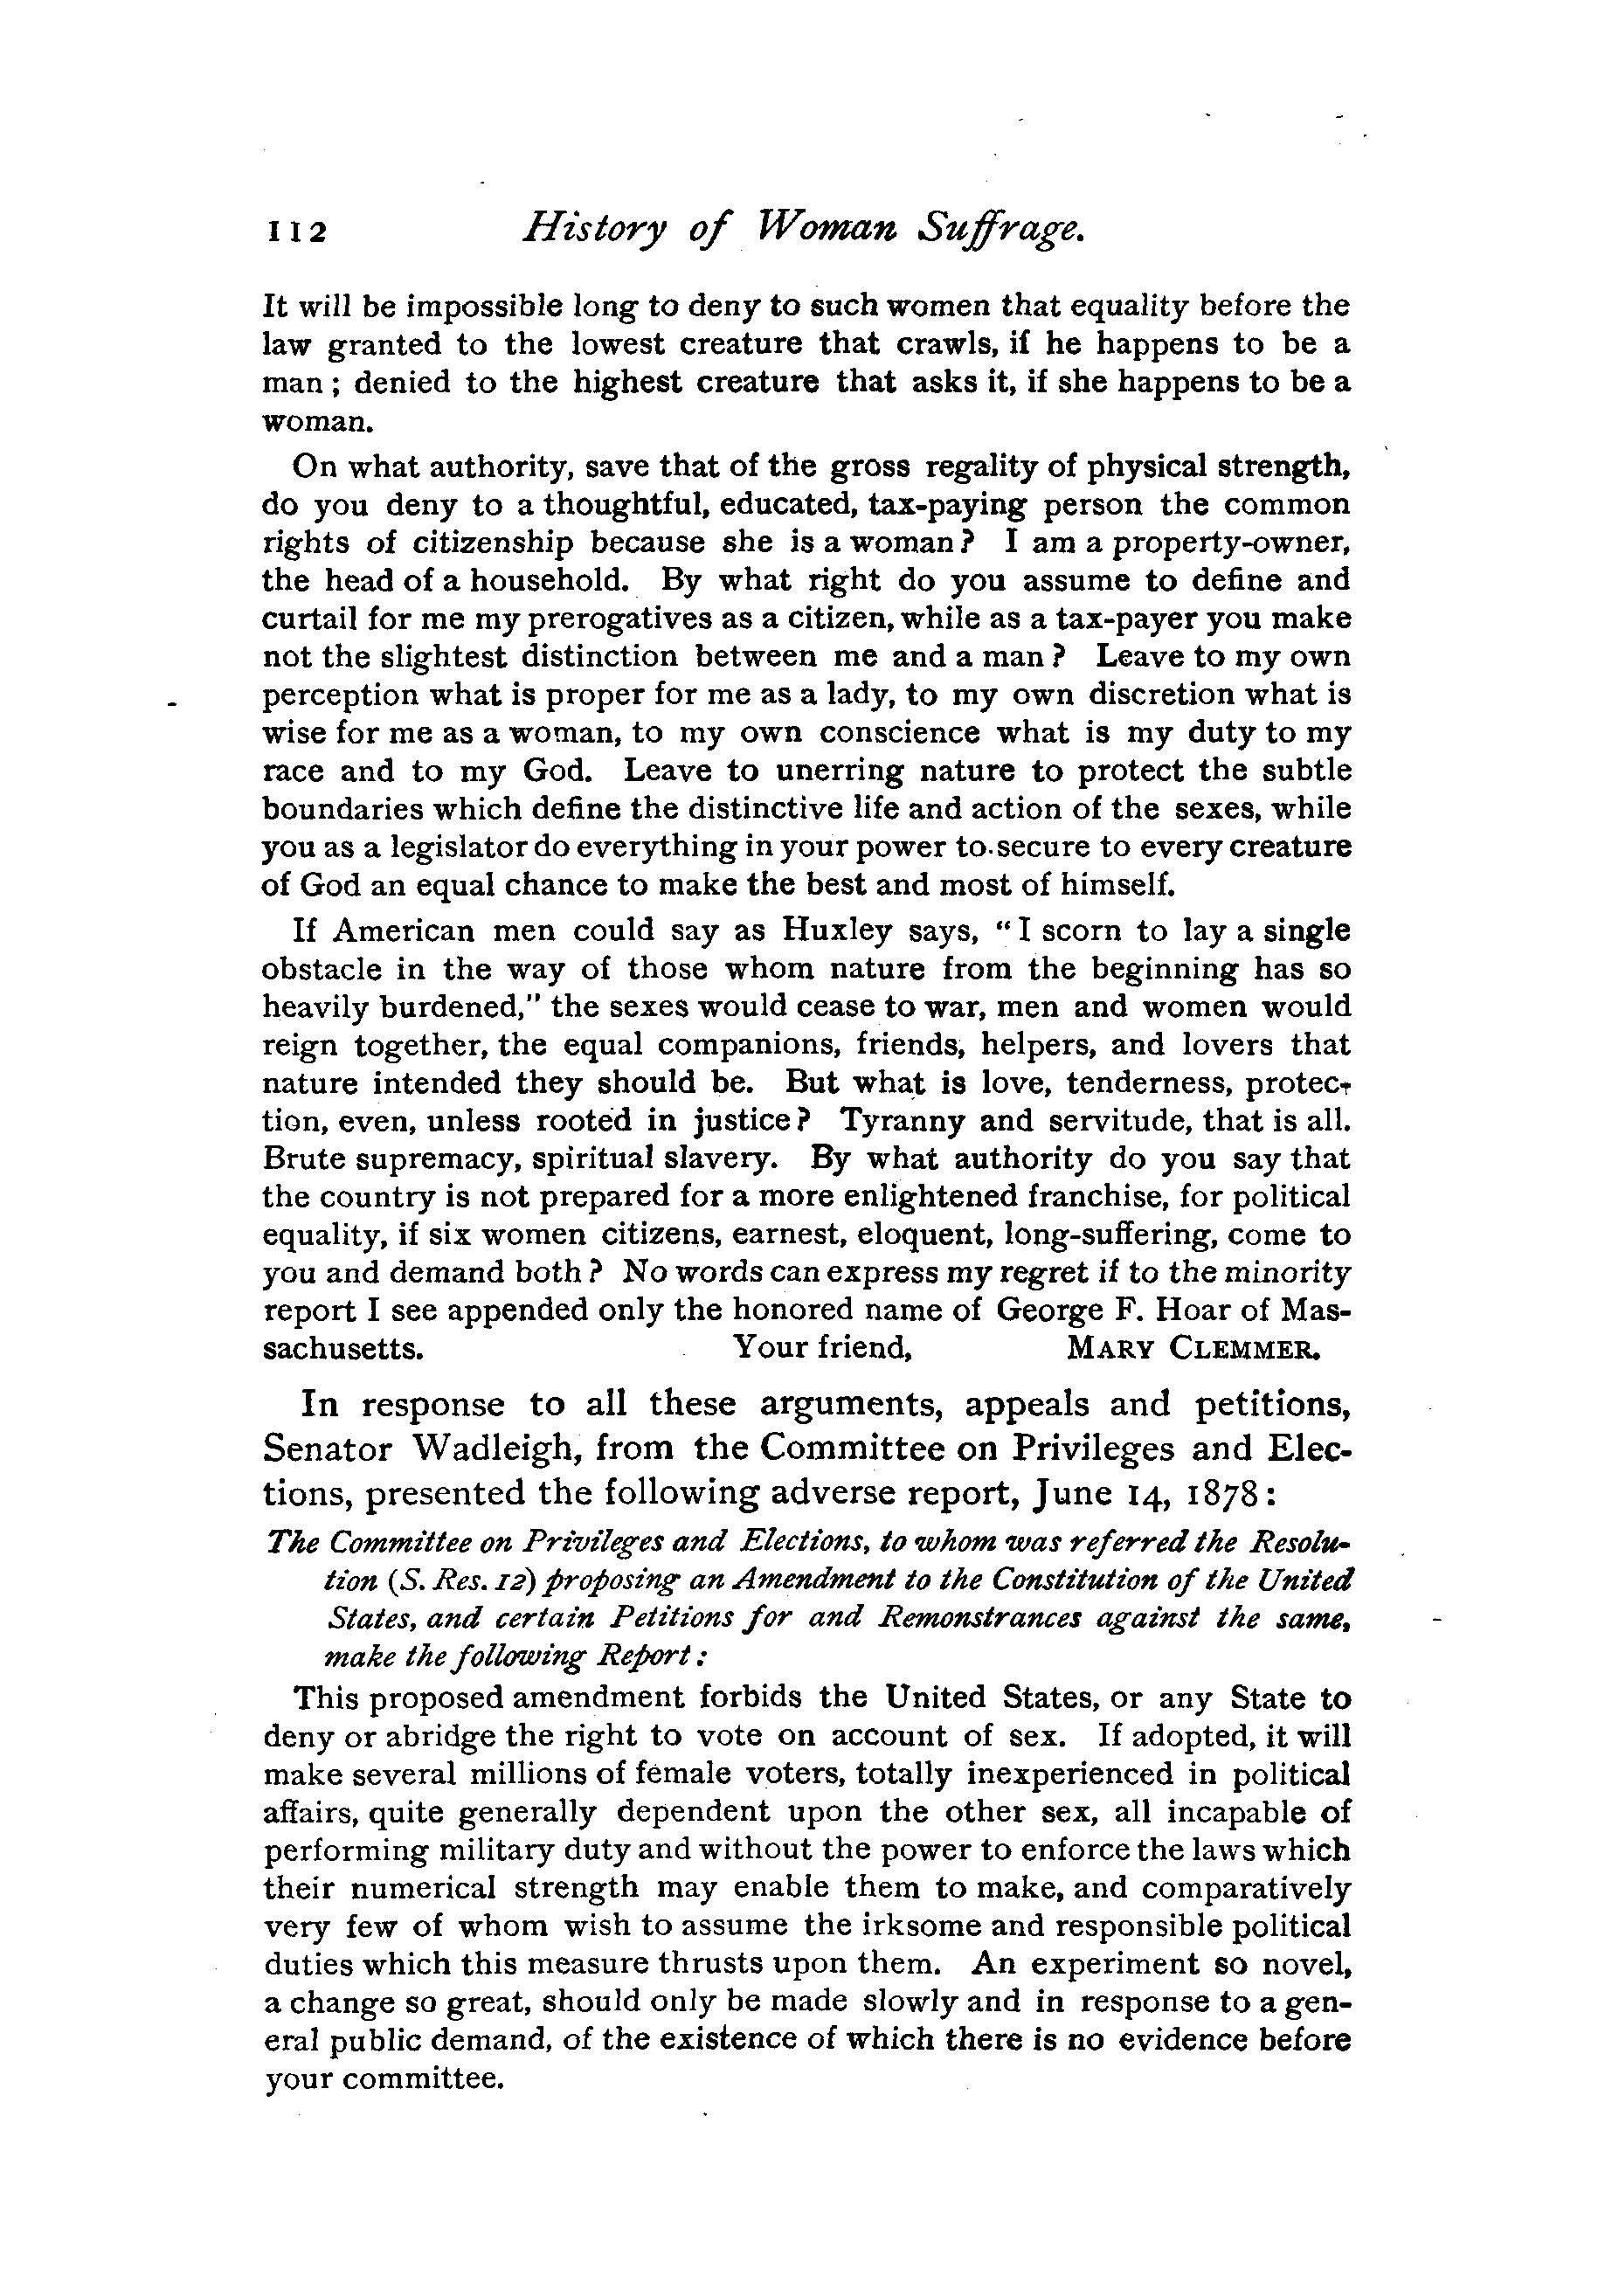 112 History of Woman Suffrage.
It will be impossible long to deny to such women that equality before the
law granted to the lowest creature that crawls, if he happens to be a
man ; denied to the highest creature that asks it, if she happens to be a
woman.
On what authority, save that of the gross regality of physical strength,
do you deny to a thoughtful, educated, tax-paying person the common
rights of citizenship because she is a woman ? I am a property-owner,
the head of a household. By what right do you assume to define and
curtail for me my prerogatives as a citizen, while as a tax-payer you make
not the slightest distinction between me and a man ? Leave to my own
perception what is proper for me as a lady, to my own discretion what is
wise for me as a woman, to my own conscience what is my duty to my
race and to my God. Leave to unerring nature to protect the subtle
boundaries which define the distinctive life and action of the sexes, while
you as a legislator do everything in your power to secure to every creature
of God an equal chance to make the best and most of himself.
If American men could say as Huxley says, "I scorn to lay a single
obstacle in the way of those whom nature from the beginning has so
heavily burdened," the sexes would cease to war, men and women would
reign together, the equal companions, friends, helpers, and lovers that
nature intended they should be. But what is love, tenderness, protec-
tion, even, unless rooted in justice ? Tyranny and servitude, that is all.
Brute supremacy, spiritual slavery. By what authority do you say that
the country is not prepared for a more enlightened franchise, for political
equality, if six women citizens, earnest, eloquent, long-suffering, come to
you and demand both ? No words can express my regret if to the minority
report I see appended only the honored name of George F. Hoar of Mas-
sachusetts. Your friend, MARY CLEMMER.
In response to all these arguments, appeals and petitions,
Senator Wadleigh, from the Committee on Privileges and Elec-
tions, presented the following adverse report, June 14, 1878 :
The Committee on Privileges and Elections, to whom was referred the Resolu-
tion (S. Res. 12) proposing an Amendment to the Constitution of the United
States, and certain Petitions for and Remonstrances against the same,
make the following Report :
This proposed amendment forbids the United States, or any State to
deny or abridge the right to vote on account of sex. If adopted, it will
make several millions of female voters, totally inexperienced in political
affairs, quite generally dependent upon the other sex, all incapable of
performing military duty and without the power to enforce the laws which
their numerical strength may enable them to make, and comparatively
very few of whom wish to assume the irksome and responsible political
duties which this measure thrusts upon them. An experiment so novel,
a change so great, should only be made slowly and in response to a gen-
eral public demand, of the existence of which there is no evidence before
your committee.